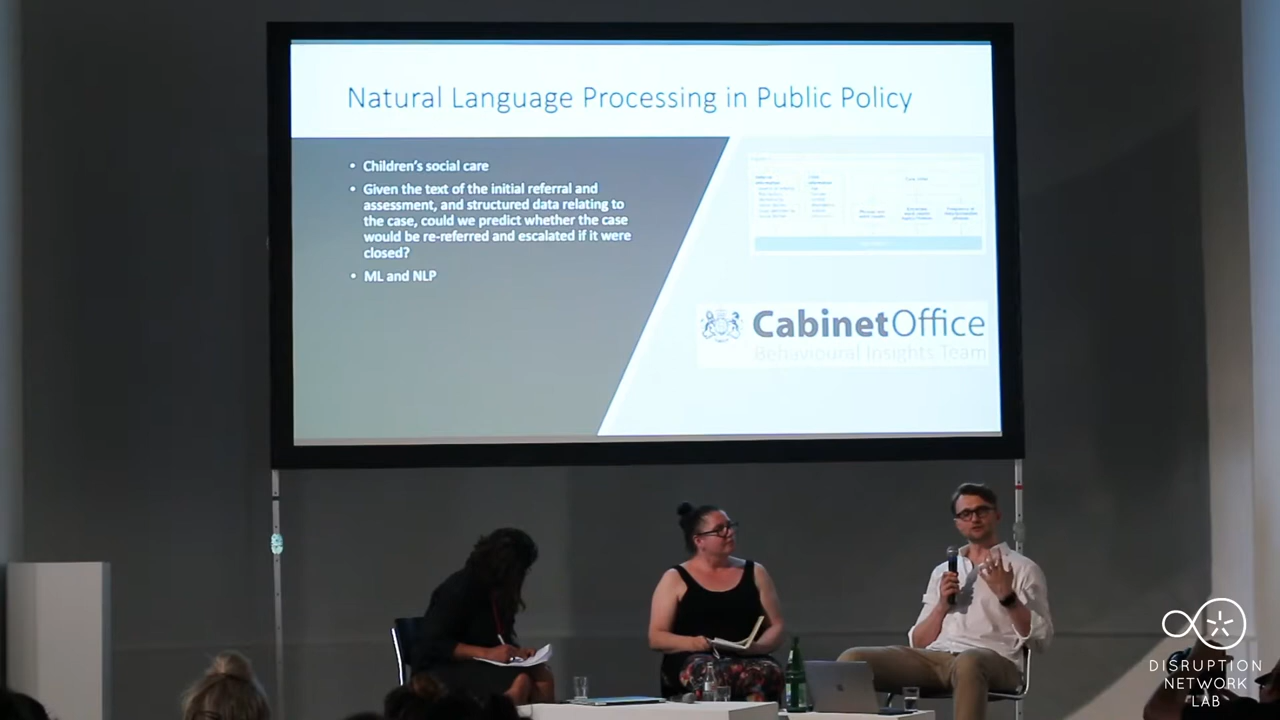 Natural Language Processing in Public Policy
• Children's social care
• Given the text of the initial referral and
assessment, and structured data relating to
the case, could we predict whether the case
would be re-referred and escalated if it were
closed?
• ML and NLP
CabinetOffice
Behavioural Insights Team
DISRUPTION
NETWORK
LAB